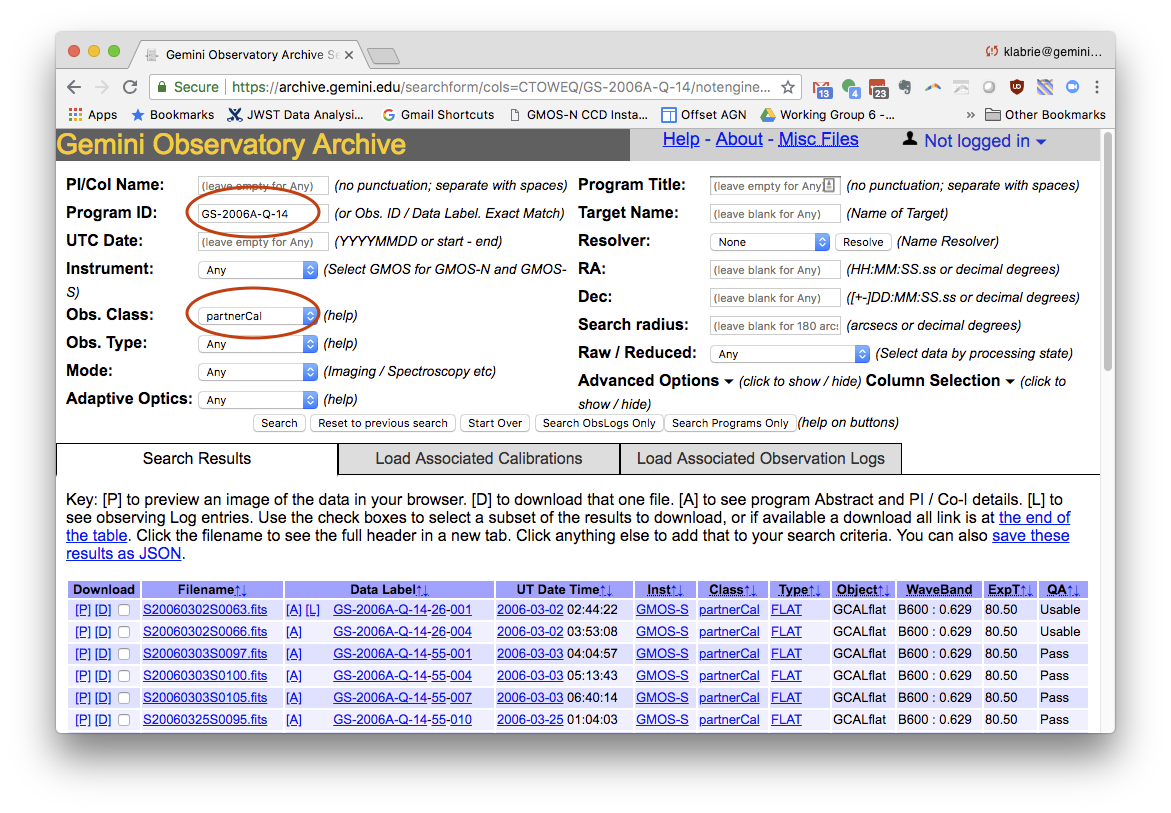 Gemini Observatory Archive Se
klabrie@gemini...
Secure https://archive.gemini.edu/searchform/cols=CTOWEQ/GS-2006A-Q-14/notengine...
13 4 23
Apps Bookmarks JWST Data Analysi... Gmail Shortcuts GMOS-N CCD Insta... Offset AGN Working Group 6 -... » Other Bookmarks
Gemini Observatory Archive Help - About - Misc Files Not logged in
PI/CoI Name: (leave empty for Any) (no punctuation; separate with spaces) Program Title: (leave empty for Any) (no punctuation; separate with spaces)
Program ID: GS-2006A-Q-14 (or Obs. ID / Data Label. Exact Match) Target Name: (leave blank for Any) (Name of Target)
UTC Date: (leave empty for Any) (YYYYMMDD or start - end) Resolver: None Resolve (Name Resolver)
Instrument: Any (Select GMOS for GMOS-N and GMOS-
S)
RA: (leave blank for Any) (HH:MM:SS.ss or decimal degrees)
Dec: (leave blank for Any) ([+-]DD:MM:SS.ss or decimal degrees)
Obs. Class: partnerCal (help) Search radius: (leave blank for 180 arcs (arcsecs or decimal degrees)
Obs. Type: Any (help) Raw / Reduced: Any (Select data by processing state)
Mode: Any (Imaging / Spectroscopy etc) Advanced Options (click to show / hide) Column Selection (click to
show / hide)
Adaptive Optics: Any (help)
Search Reset to previous search Start Over Search ObsLogs Only Search Programs Only (help on buttons)
Search Results Load Associated Calibrations Load Associated Observation Logs
Key: [P] to preview an image of the data in your browser. [D] to download that one file. [A] to see program Abstract and PI / Co-I details. [L] to
see observing Log entries. Use the check boxes to select a subset of the results to download, or if available a download all link is at the end of
the table. Click the filename to see the full header in a new tab. Click anything else to add that to your search criteria. You can also save these
results as JSON.
Download Filename↑↓ Data Label↑↓ UT Date Time↑↓ Inst↑↓ Class↑↓ Type↑↓ Object↑↓ WaveBand ExpT↑↓ QA↑↓
[P] [D] S20060302S0063.fits [A] [L] GS-2006A-Q-14-26-001 2006-03-02 02:44:22 GMOS-S partnerCal FLAT GCALflat B600 : 0.629 80.50 Usable
[P] [D] S20060302S0066.fits [A] GS-2006A-Q-14-26-004 2006-03-02 03:53:08 GMOS-S partnerCal FLAT GCALflat B600 : 0.629 80.50 Usable
[P] [D] S20060303S0097.fits [A] GS-2006A-Q-14-55-001 2006-03-03 04:04:57 GMOS-S partnerCal FLAT GCALflat B600 : 0.629 80.50 Pass
[P] [D] S20060303S0100.fits [A] GS-2006A-Q-14-55-004 2006-03-03 05:13:43 GMOS-S partnerCal FLAT GCALflat B600 : 0.629 80.50 Pass
[P] [D] S20060303S0105.fits [A] GS-2006A-Q-14-55-007 2006-03-03 06:40:14 GMOS-S partnerCal FLAT GCALflat B600 : 0.629 80.50 Pass
[P] [D] S20060325S0095.fits [A] GS-2006A-Q-14-55-010 2006-03-25 01:04:03 GMOS-S partnerCal FLAT GCALflat B600 : 0.629 80.50 Pass